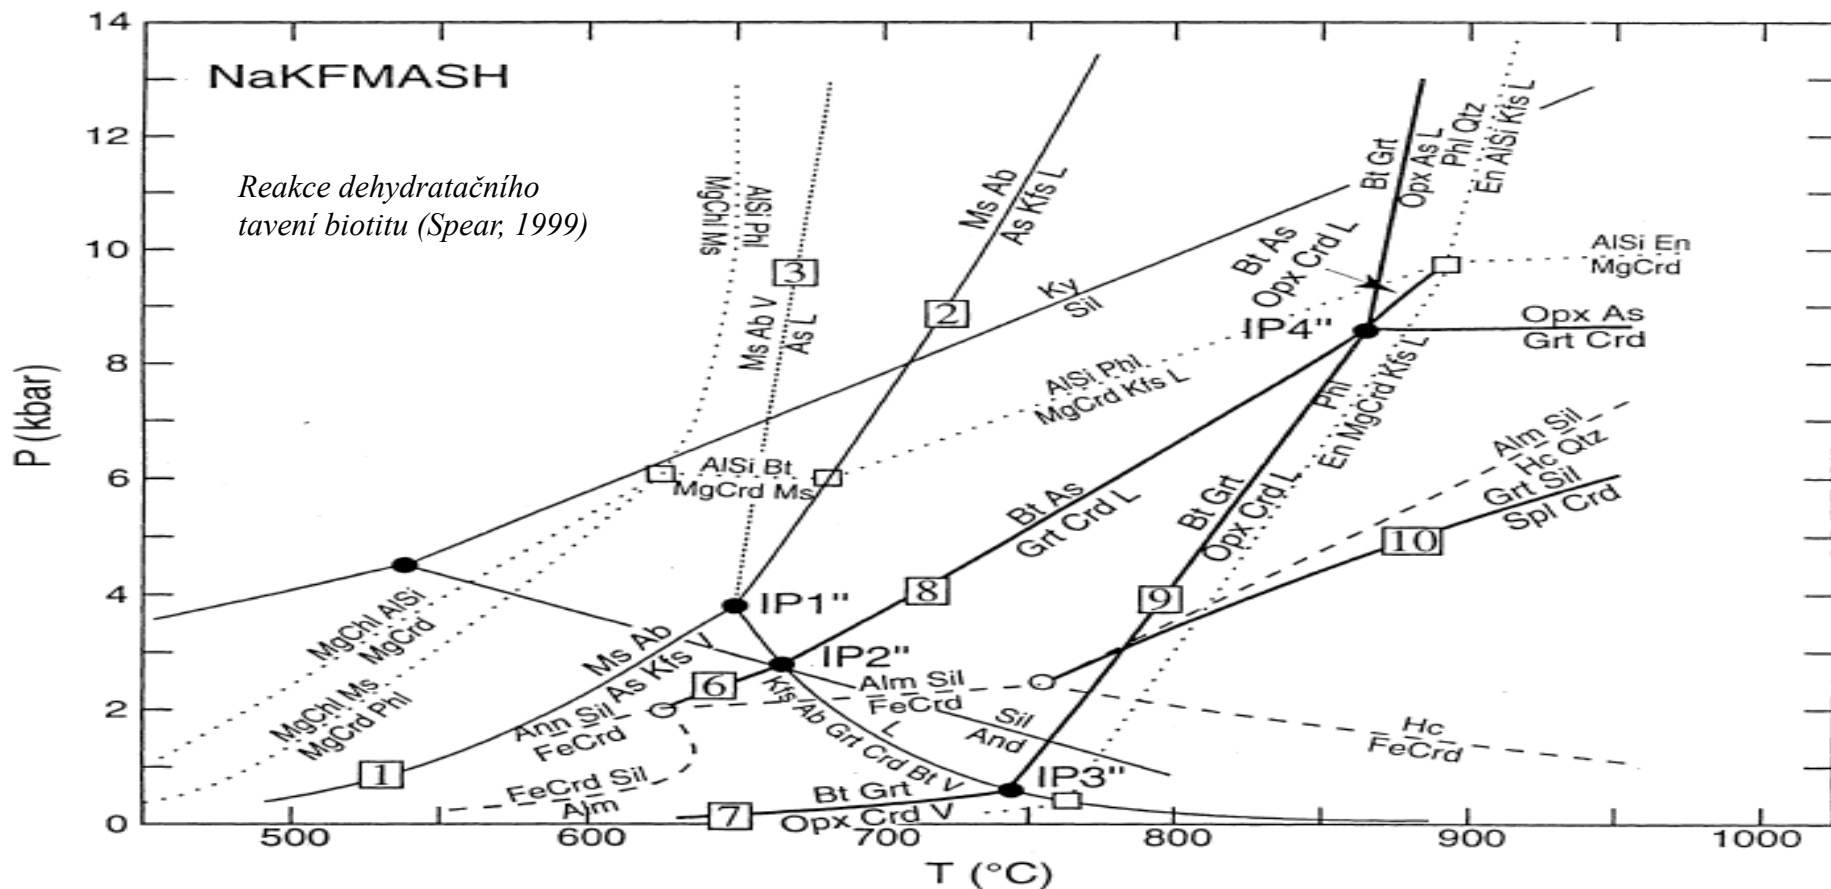 14
NaKFMASH
12
Reakce dehydratačního
tavení biotitu (Spear, 1999)
10
8
6
4
2
0
P (kbar)
500
600
700
800
900
1000
T (°C)
MgChl Ms
AlSi Phl
3
Ms Ab V
As L
Ms Ab
As Kfs L
2
Ky
Sil
Bt As
Opx Crd L
Bt Grt
Opx As L
Phl Qtz
En AlSi Kfs L
AlSi En
MgCrd
IP4"
Opx As
Grt Crd
AlSi Phl
MgCrd Kfs L
Phl
En MgCrd Kfs L
AlSi Bt
MgCrd Ms
Bt As
Grt Crd L
Bt Grt
Opx Crd L
Alm Sil
Hc Qtz
Grt Sil
Spl Crd
10
9
8
IP1"
MgChl AlSi
MgCrd
Ms Ab
As Kfs V
IP2"
6
MgChl Ms
MgCrd Phl
Ann Sil
FeCrd
Alm Sil
FeCrd
Kfs Ab Grt Crd Bt V
L
Sil
And
Hc
FeCrd
1
FeCrd Sil
Alm
IP3"
Bt Grt
Opx Crd V
7